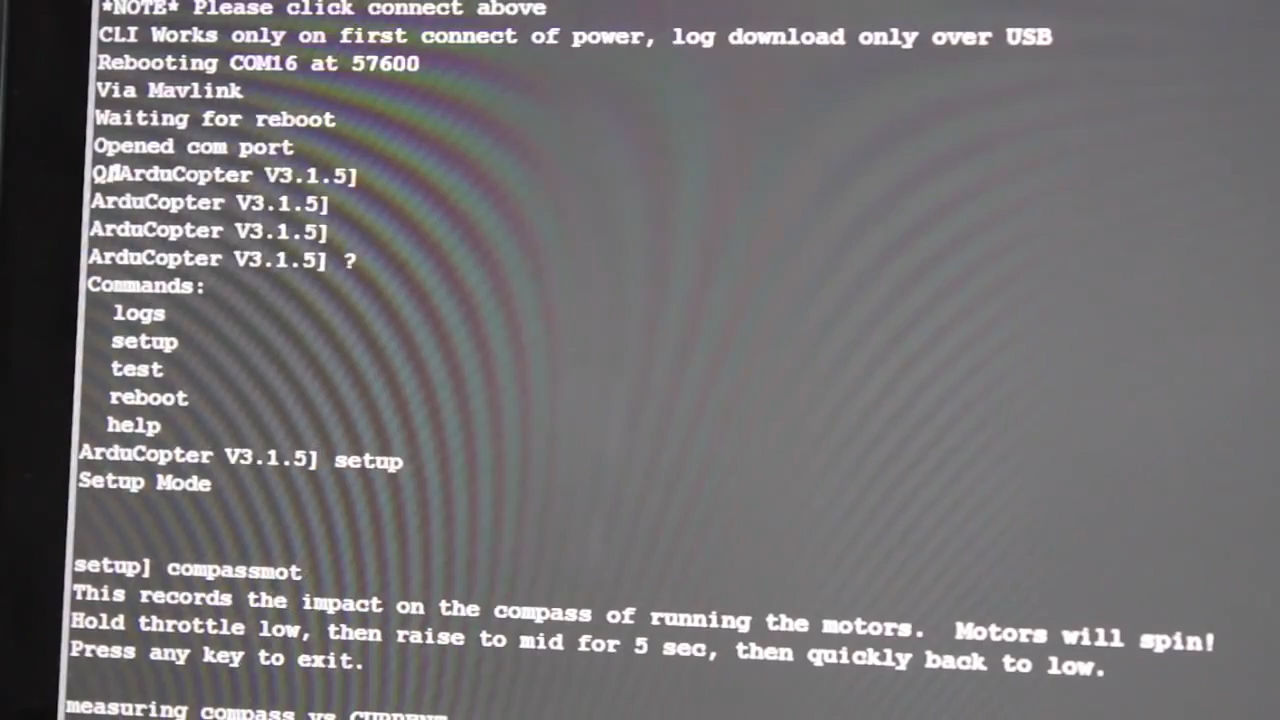 *NOTE* Please click connect above
CLI Works only on first connect of power, log download only over USB
Rebooting COM16 at 57600
Via Mavlink
Waiting for reboot
Opened com port
ArduCopter V3.1.5]
ArduCopter V3.1.5]
ArduCopter V3.1.5]
ArduCopter V3.1.5] ?
Commands:
logs
setup
test
reboot
help
ArduCopter V3.1.5] setup
Setup Mode
setup] compassmot
This records the impact on the compass of running the motors.  Motors will spin!
Hold throttle low, then raise to mid for 5 sec, then quickly back to low.
Press any key to exit.
measuring compass vs CURRENT